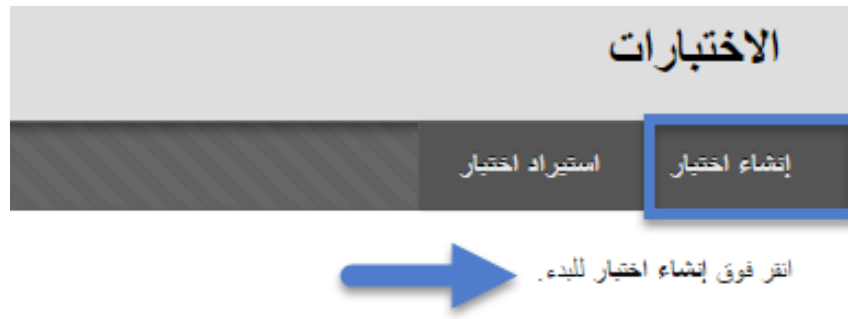 الاختبارات
إنشاء اختبار استيراد اختبار
انقر فوق إنشاء اختبار للبدء.